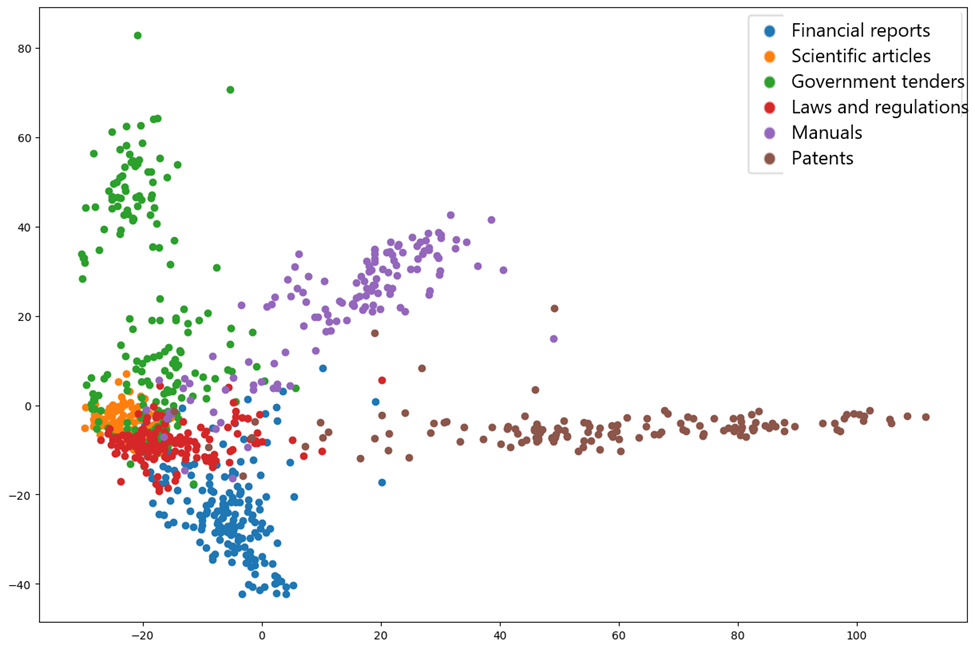 Financial reports
Scientific articles
Government tenders
Laws and regulations
Manuals
Patents
80
60
40
20
0
−20
−40
−20 0 20 40 60 80 100